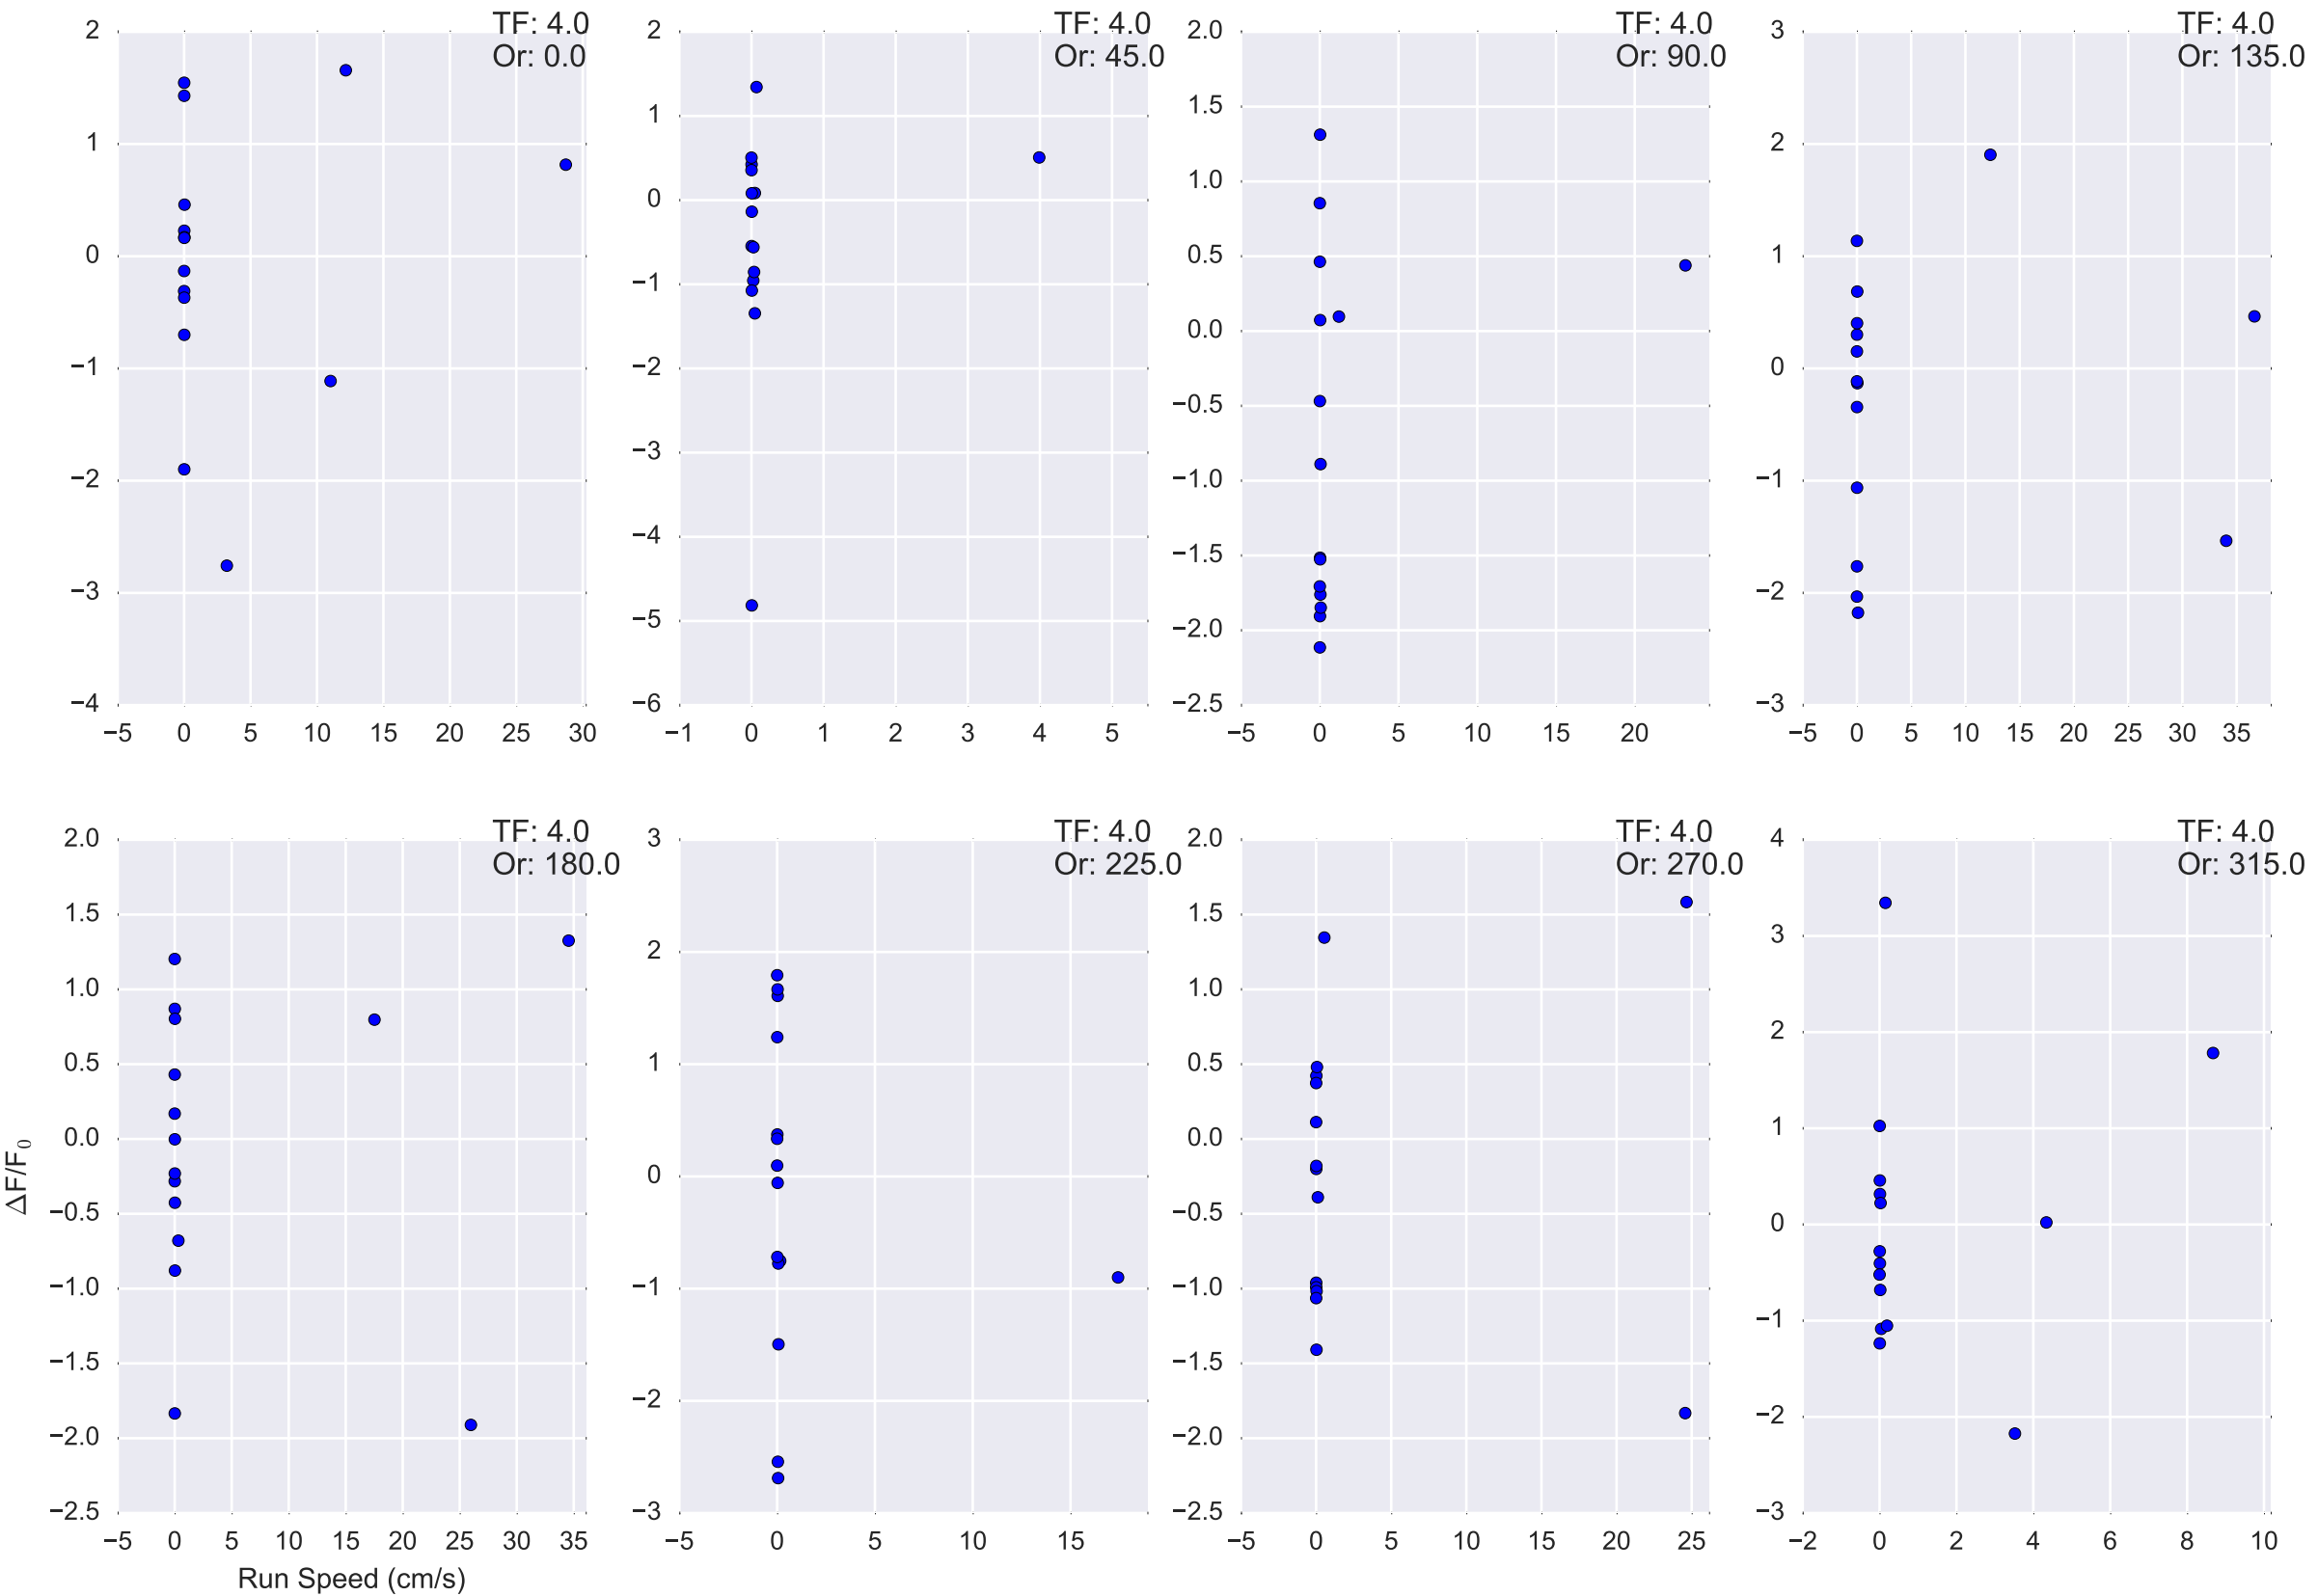 TF: 4.0
Or: 0.0
2
1
0
−1
−2
−3
−4
−5 0 5 10 15 20 25 30
TF: 4.0
Or: 45.0
2
1
0
−1
−2
−3
−4
−5
−6
−1 0 1 2 3 4 5
TF: 4.0
Or: 90.0
2.0
1.5
1.0
0.5
0.0
−0.5
−1.0
−1.5
−2.0
−2.5
−5 0 5 10 15 20
TF: 4.0
Or: 135.0
3
2
1
0
−1
−2
−3
−5 0 5 10 15 20 25 30 35
TF: 4.0
Or: 180.0
2.0
1.5
1.0
0.5
0.0
−0.5
−1.0
−1.5
−2.0
−2.5
−5 0 5 10 15 20 25 30 35
ΔF/F0
Run Speed (cm/s)
TF: 4.0
Or: 225.0
3
2
1
0
−1
−2
−3
−5 0 5 10 15
TF: 4.0
Or: 270.0
2.0
1.5
1.0
0.5
0.0
−0.5
−1.0
−1.5
−2.0
−2.5
−5 0 5 10 15 20 25
TF: 4.0
Or: 315.0
4
3
2
1
0
−1
−2
−3
−2 0 2 4 6 8 10